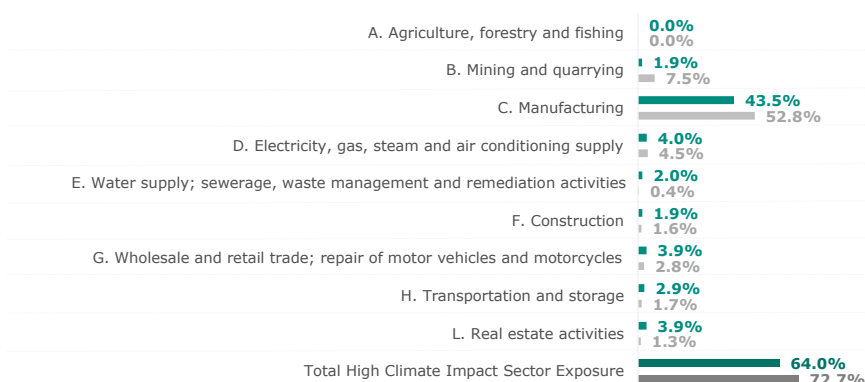 A. Agriculture, forestry and fishing 0.0%
0.0%
B. Mining and quarrying 1.9%
7.5%
C. Manufacturing 43.5%
52.8%
D. Electricity, gas, steam and air conditioning supply 4.0%
4.5%
E. Water supply; sewerage, waste management and remediation activities 2.0%
0.4%
F. Construction 1.9%
1.6%
G. Wholesale and retail trade; repair of motor vehicles and motorcycles 3.9%
2.8%
H. Transportation and storage 2.9%
1.7%
L. Real estate activities 3.9%
1.3%
Total High Climate Impact Sector Exposure 64.0%
72.7%